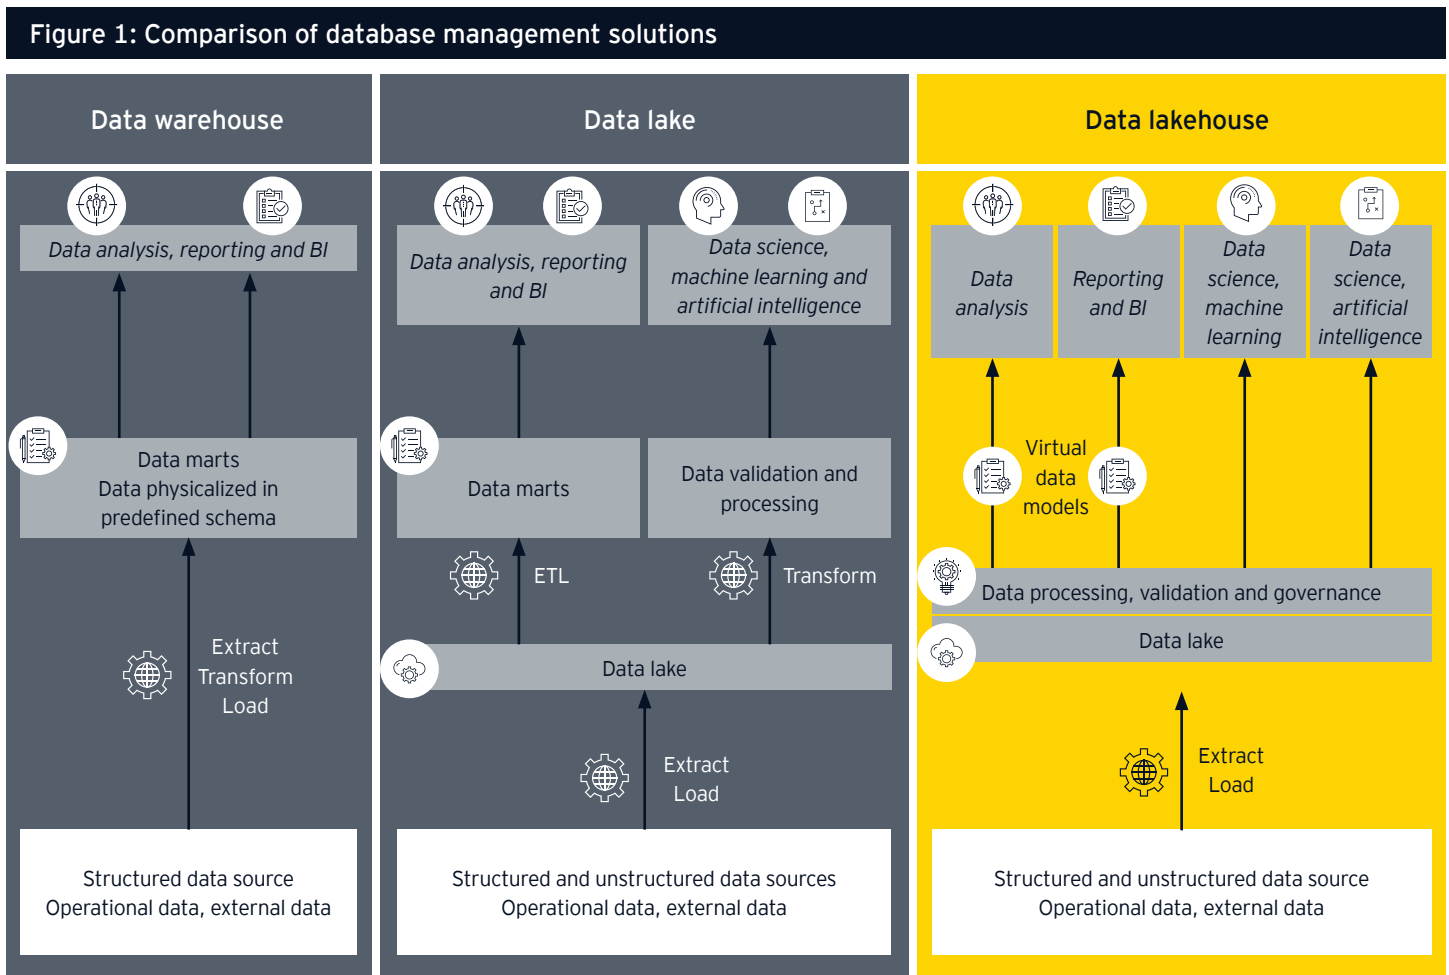 Figure 1: Comparison of database management solutions
Data warehouse
Data analysis, reporting and BI
Data marts
Data physicalized in
predefined schema
Extract
Transform
Load
Structured data source
Operational data, external data
Data lake
Data analysis, reporting
and BI
Data science,
machine learning and
artificial intelligence
Data marts
Data validation and
processing
ETL
Transform
Data lake
Extract
Load
Structured and unstructured data sources
Operational data, external data
Data lakehouse
Data
analysis
Reporting
and BI
Data
science,
machine
learning
Data
science,
artificial
intelligence
Virtual
data
models
Data processing, validation and governance
Data lake
Extract
Load
Structured and unstructured data source
Operational data, external data